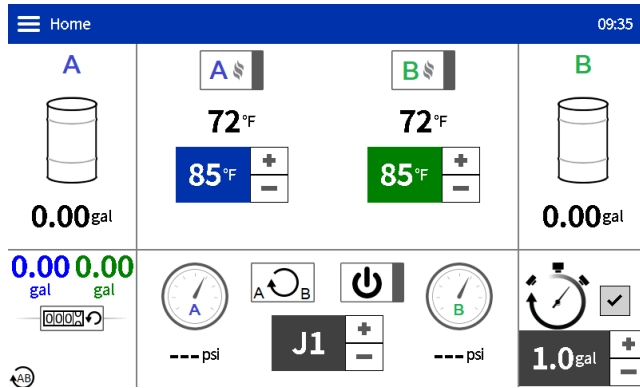 Home 09:35
A A B B
72°F 72°F
85°F + − 85°F + −
0.00gal 0.00gal
0.00 0.00
gal gal
A B A B
J1 + −
---psi ---psi
1.0gal + −
AB